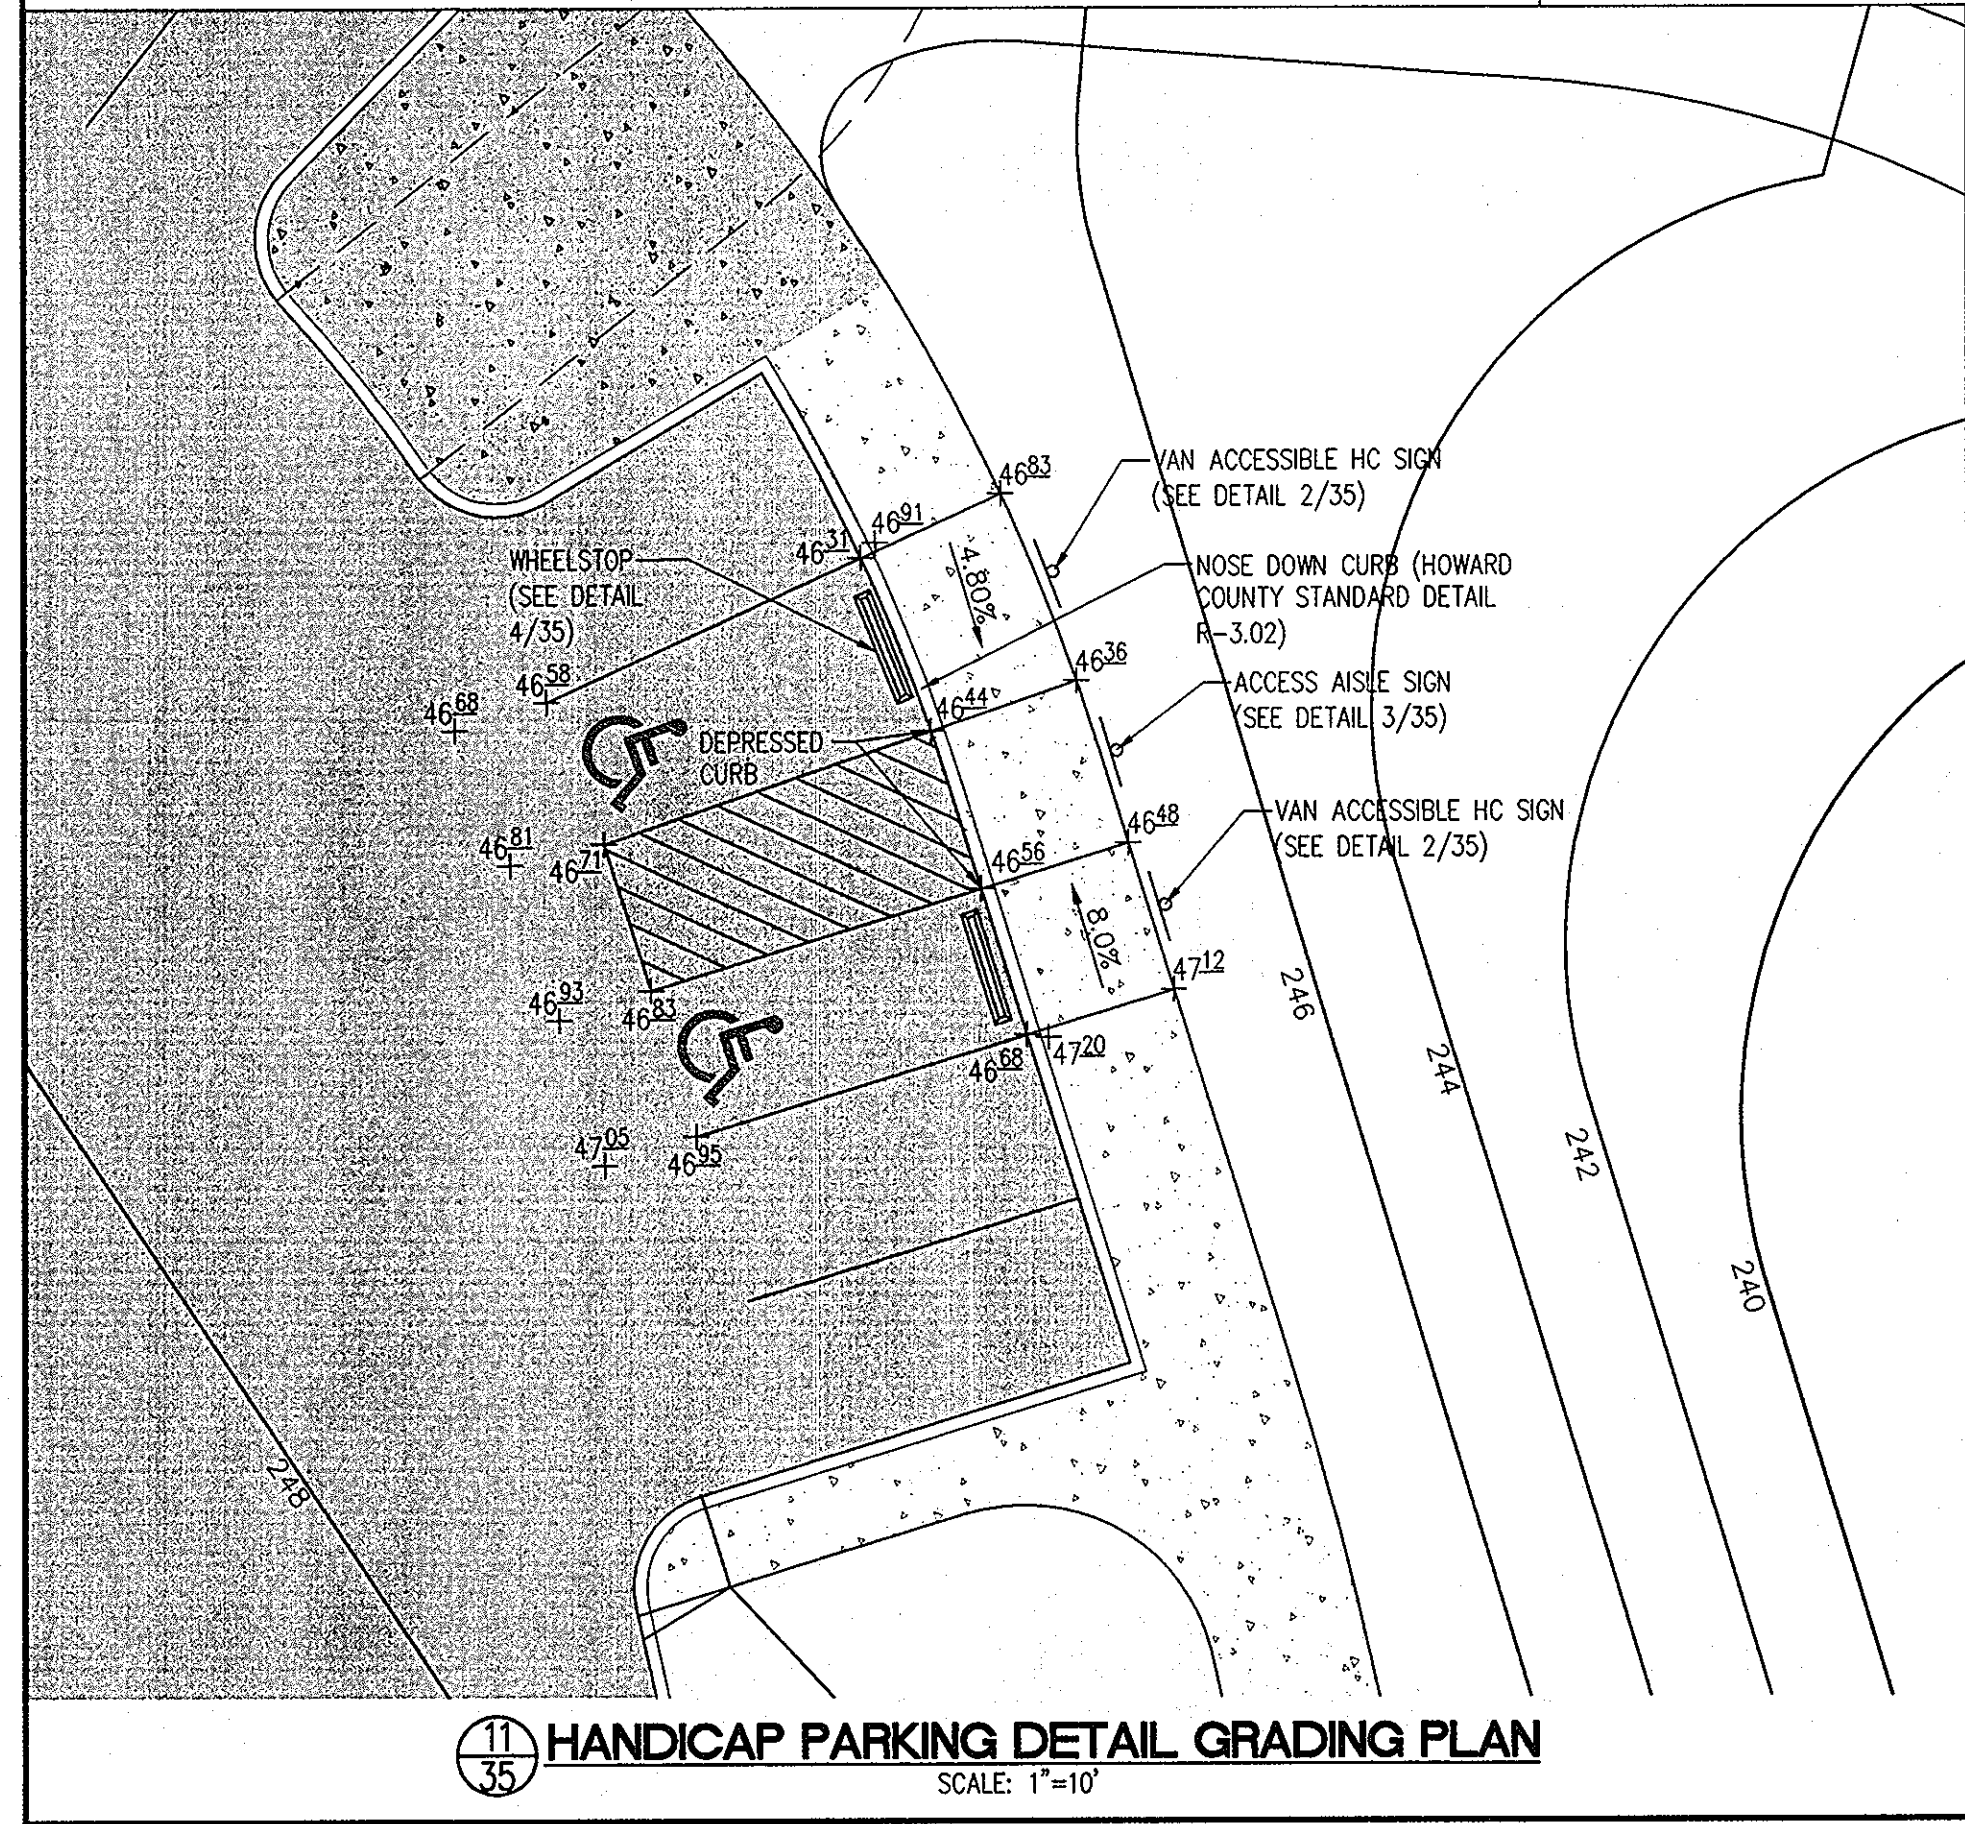 46 83
VAN ACCESSIBLE HC SIGN
(SEE DETAIL 2/35)
46 91
46 31
4.80%
WHEELSTOP
(SEE DETAIL
4/35)
NOSE DOWN CURB (HOWARD
COUNTY STANDARD DETAIL
R-3.02)
46 36
46 58
46 68
46 44
ACCESS AISLE SIGN
(SEE DETAIL 3/35)
DEPRESSED
CURB
46 48
VAN ACCESSIBLE HC SIGN
(SEE DETAIL 2/35)
46 81
46 71
46 56
8.0%
47 12
46 93
46 83
47 20
46 68
47 05
46 95
246
244
242
240
248
11
35
HANDICAP PARKING DETAIL GRADING PLAN
SCALE: 1"=10'